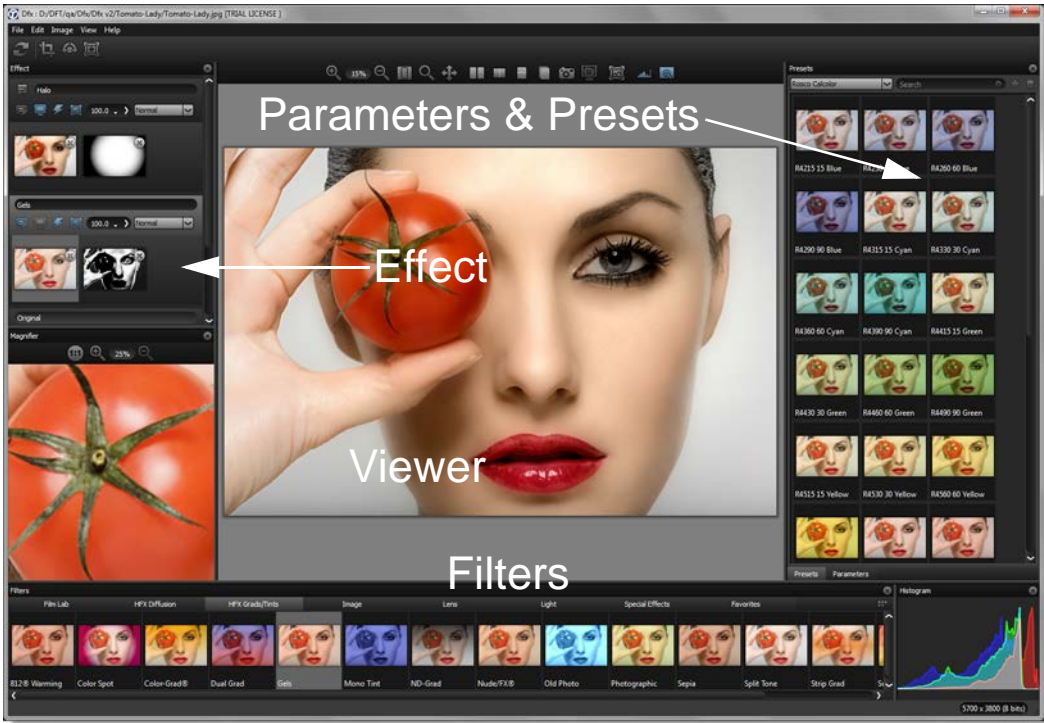 Dfx : D:/DFT/qa/Dfx/Dfx v2/Tomato-Lady/Tomato-Lady.jpg [TRIAL LICENSE ]
File Edit Image View Help
Effect
Halo
100.0
Normal
Gels
100.0
Normal
Original
Magnifier
1:1
25%
15%
Parameters & Presets
Effect
Viewer
Filters
Presets
Rosco Calcolor
Search
R4215 15 Blue
Blue
R4260 60 Blue
R4290 90 Blue
R4315 15 Cyan
R4330 30 Cyan
R4360 60 Cyan
R4390 90 Cyan
R4415 15 Green
R4430 30 Green
R4460 60 Green
R4490 90 Green
R4515 15 Yellow
R4530 30 Yellow
R4560 60 Yellow
Presets Parameters
Filters
Film Lab HFX Diffusion HFX Grads/Tints Image Lens Light Special Effects Favorites
812® Warming Color Spot Color-Grad® Dual Grad Gels Mono Tint ND-Grad Nude/FX® Old Photo Photographic Sepia Split Tone Strip Grad
Histogram
5700 x 3800 (8 bits)